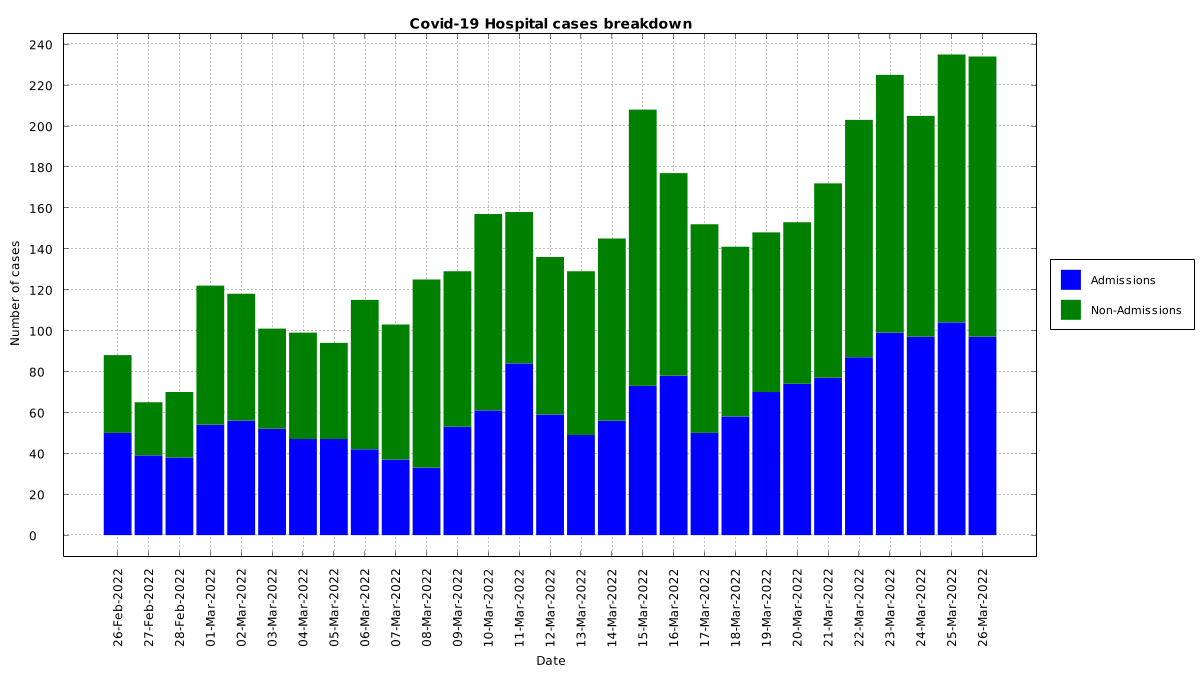 Covid-19 Hospital cases breakdown
240
220
200
180
160
140
120
100
80
60
40
20
0
Number of cases
26-Feb-2022
27-Feb-2022
28-Feb-2022
01-Mar-2022
02-Mar-2022
03-Mar-2022
04-Mar-2022
05-Mar-2022
06-Mar-2022
07-Mar-2022
08-Mar-2022
09-Mar-2022
10-Mar-2022
11-Mar-2022
12-Mar-2022
13-Mar-2022
14-Mar-2022
15-Mar-2022
16-Mar-2022
17-Mar-2022
18-Mar-2022
19-Mar-2022
20-Mar-2022
21-Mar-2022
22-Mar-2022
23-Mar-2022
24-Mar-2022
25-Mar-2022
26-Mar-2022
Date
Admissions
Non-Admissions